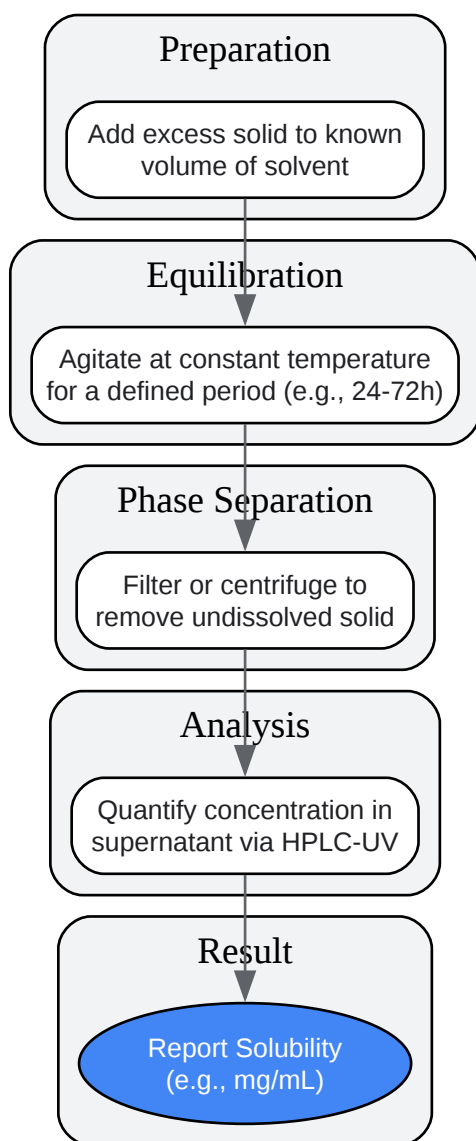 Preparation
Add excess solid to known
volume of solvent
Equilibration
Agitate at constant temperature
for a defined period (e.g., 24-72h)
Phase Separation
Filter or centrifuge to
remove undissolved solid
Analysis
Quantify concentration in
supernatant via HPLC-UV
Result
Report Solubility
(e.g., mg/mL)